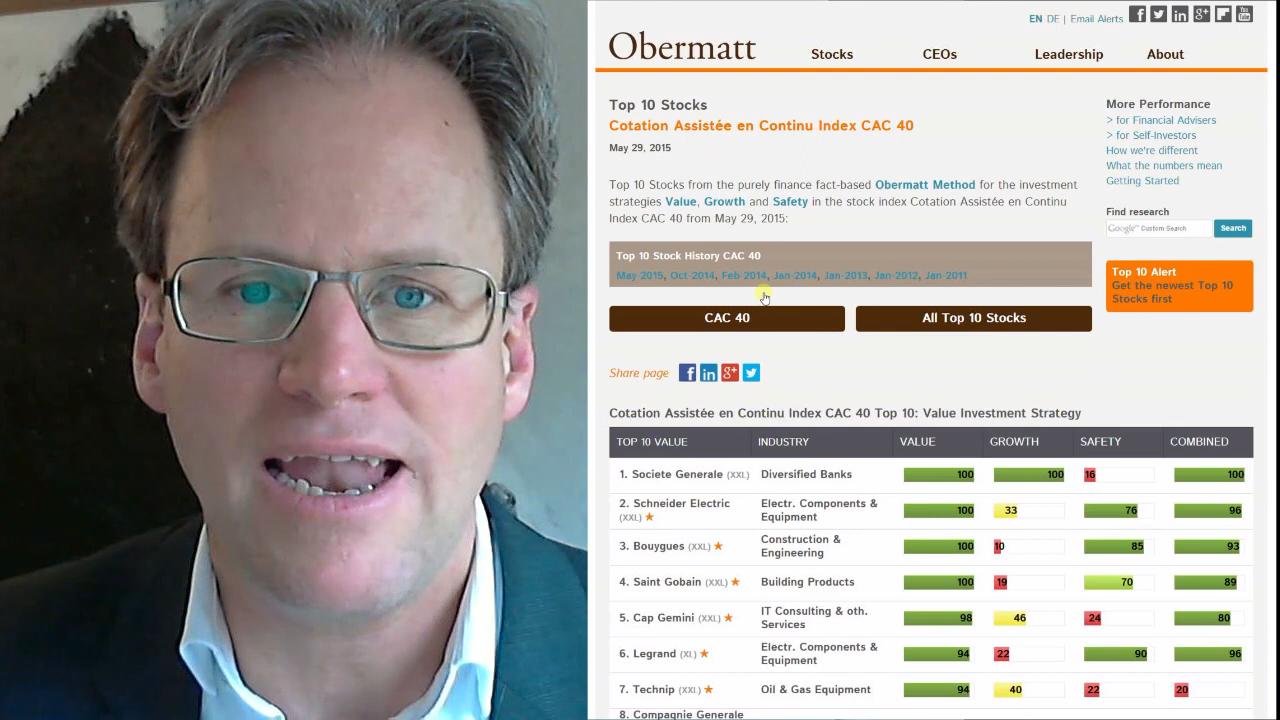 EN DE | Email Alerts
Obermatt
Stocks CEOs Leadership About
Top 10 Stocks
Cotation Assistée en Continu Index CAC 40
May 29, 2015
Top 10 Stocks from the purely finance fact-based Obermatt Method for the investment
strategies Value, Growth and Safety in the stock index Cotation Assistée en Continu
Index CAC 40 from May 29, 2015:
Top 10 Stock History CAC 40
May-2015, Oct-2014, Feb-2014, Jan-2014, Jan-2013, Jan-2012, Jan-2011
CAC 40
All Top 10 Stocks
More Performance
> for Financial Advisers
> for Self-Investors
How we're different
What the numbers mean
Getting Started
Find research
Google™ Custom Search
Search
Top 10 Alert
Get the newest Top 10
Stocks first
Share page
Cotation Assistée en Continu Index CAC 40 Top 10: Value Investment Strategy
TOP 10 VALUE INDUSTRY VALUE GROWTH SAFETY COMBINED
1. Societe Generale (XXL) Diversified Banks 100 100 16 100
2. Schneider Electric (XXL) ★ Electr. Components & Equipment 100 33 76 96
3. Bouygues (XXL) ★ Construction & Engineering 100 10 85 93
4. Saint Gobain (XXL) ★ Building Products 100 19 70 89
5. Cap Gemini (XXL) ★ IT Consulting & oth. Services 98 46 24 80
6. Legrand (XL) ★ Electr. Components & Equipment 94 22 90 96
7. Technip (XXL) ★ Oil & Gas Equipment 94 40 22 20
8. Compagnie Generale